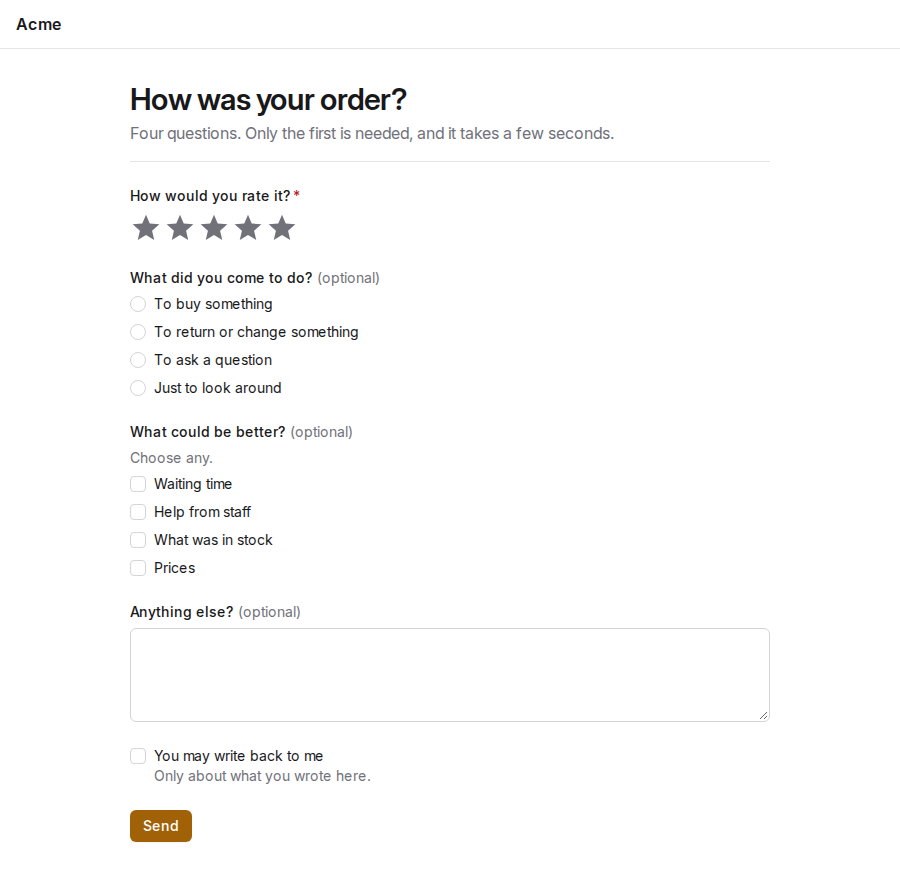 Acme
How was your order?
Four questions. Only the first is needed, and it takes a few seconds.
How would you rate it? *
What did you come to do? (optional)
To buy something
To return or change something
To ask a question
Just to look around
What could be better? (optional)
Choose any.
Waiting time
Help from staff
What was in stock
Prices
Anything else? (optional)
You may write back to me
Only about what you wrote here.
Send